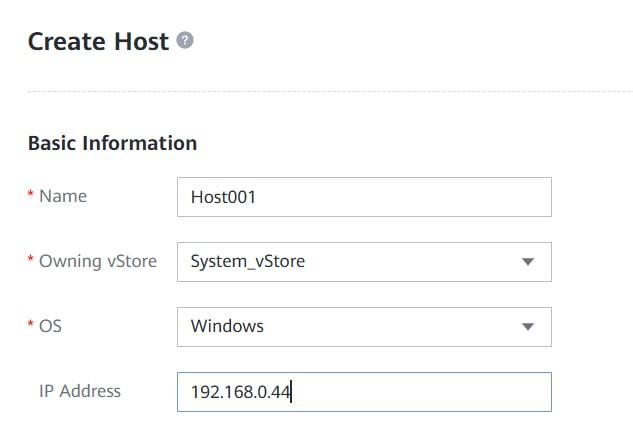 Create Host ?
Basic Information
* Name Host001
* Owning vStore System_vStore
* OS Windows
IP Address 192.168.0.44